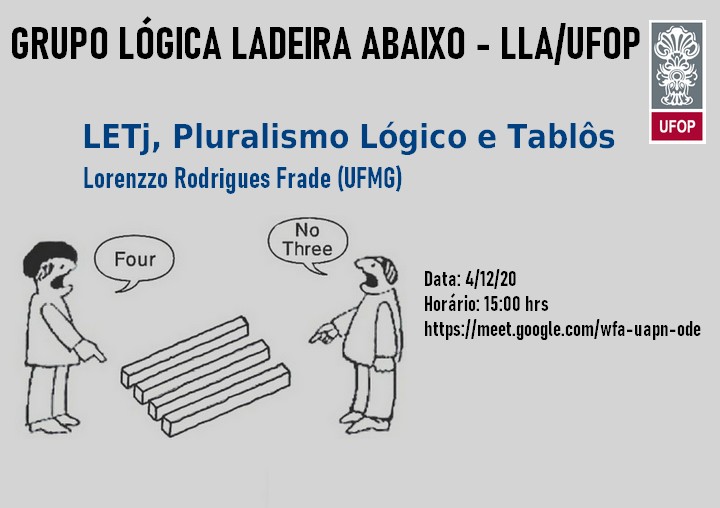 GRUPO LÓGICA LADEIRA ABAIXO - LLA/UFOP
UFOP
LETj, Pluralismo Lógico e Tablôs
Lorenzzo Rodrigues Frade (UFMG)
Four
No
Three
Data: 4/12/20
Horário: 15:00 hrs
https://meet.google.com/wfa-uapn-ode